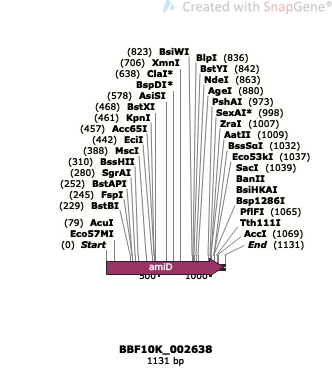 Created with SnapGene®
(823) BsiWI
(706) XmnI
(638) ClaI*
BspDI*
(578) AsiSI
(468) BstXI
(461) KpnI
(457) Acc65I
(442) EciI
(388) MscI
(310) BssHII
(280) SgrAI
(252) BstAPI
(245) FspI
(229) BstBI
(79) AcuI
Eco57MI
(0) Start
BlpI (836)
BstYI (842)
NdeI (863)
AgeI (880)
PshAI (973)
SexAI* (998)
ZraI (1007)
AatII (1009)
BssSαI (1032)
Eco53kI (1037)
SacI (1039)
BanII
BsiHKAI
Bsp1286I
PflFI (1065)
Tth111I
AccI (1069)
End (1131)
amiD
500 1000
BBF10K_002638
1131 bp